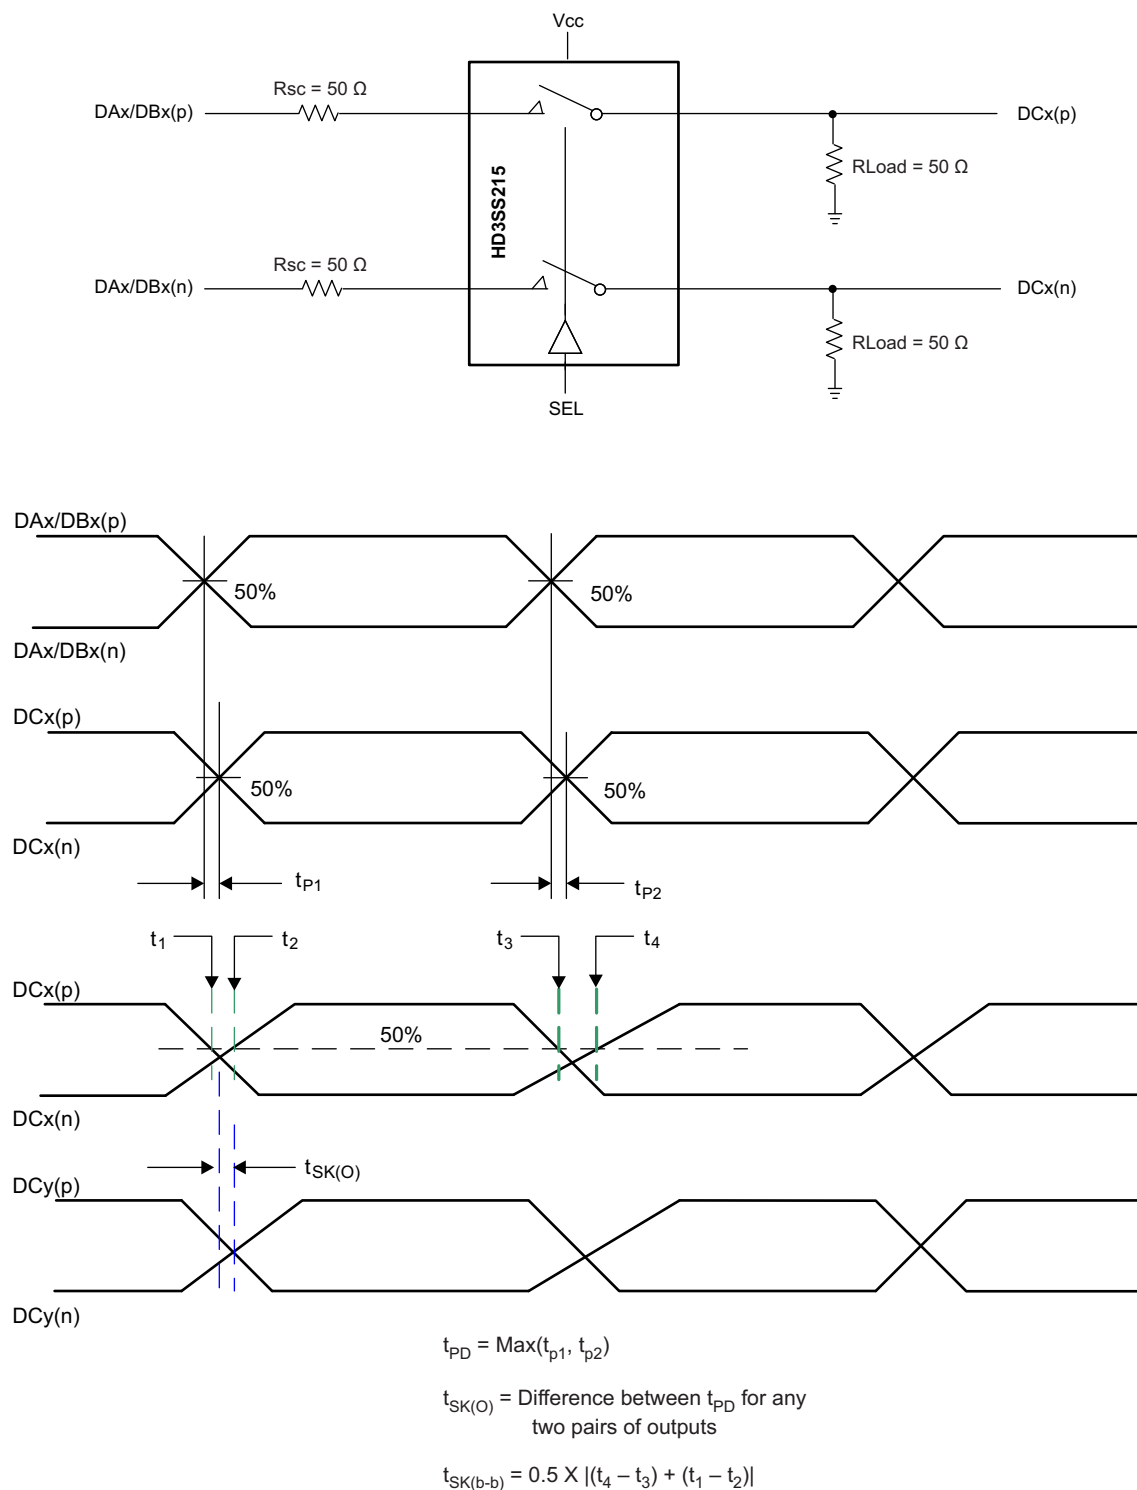 Vcc
Rsc = 50 Ω
DAx/DBx(p)
DCx(p)
RLoad = 50 Ω
HD3SS215
Rsc = 50 Ω
DAx/DBx(n)
DCx(n)
RLoad = 50 Ω
SEL
DAx/DBx(p)
50%
50%
DAx/DBx(n)
DCx(p)
50%
50%
DCx(n)
tP1
tP2
t1
t2
t3
t4
DCx(p)
50%
DCx(n)
tSK(O)
DCy(p)
DCy(n)
tPD = Max(tp1, tp2)
tSK(O) = Difference between tPD for any
two pairs of outputs
tSK(b-b) = 0.5 X |(t4 – t3) + (t1 – t2)|